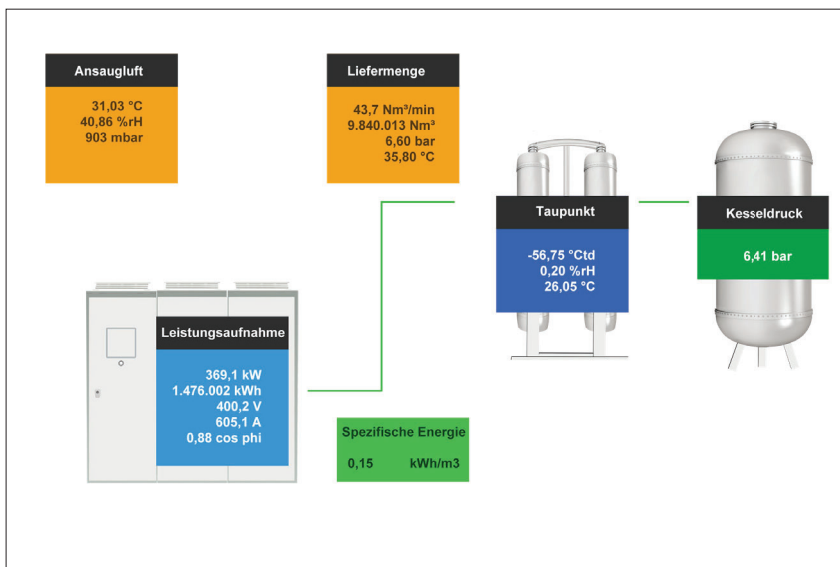 Ansaugluft
31,03 °C
40,86 %rH
903 mbar
Liefermenge
43,7 Nm³/min
9.840.013 Nm³
6,60 bar
35,80 °C
Taupunkt
-56,75 °Ctd
0,20 %rH
26,05 °C
Kesseldruck
6,41 bar
Leistungsaufnahme
369,1 kW
1.476.002 kWh
400,2 V
605,1 A
0,88 cos phi
Spezifische Energie
0,15 kWh/m3